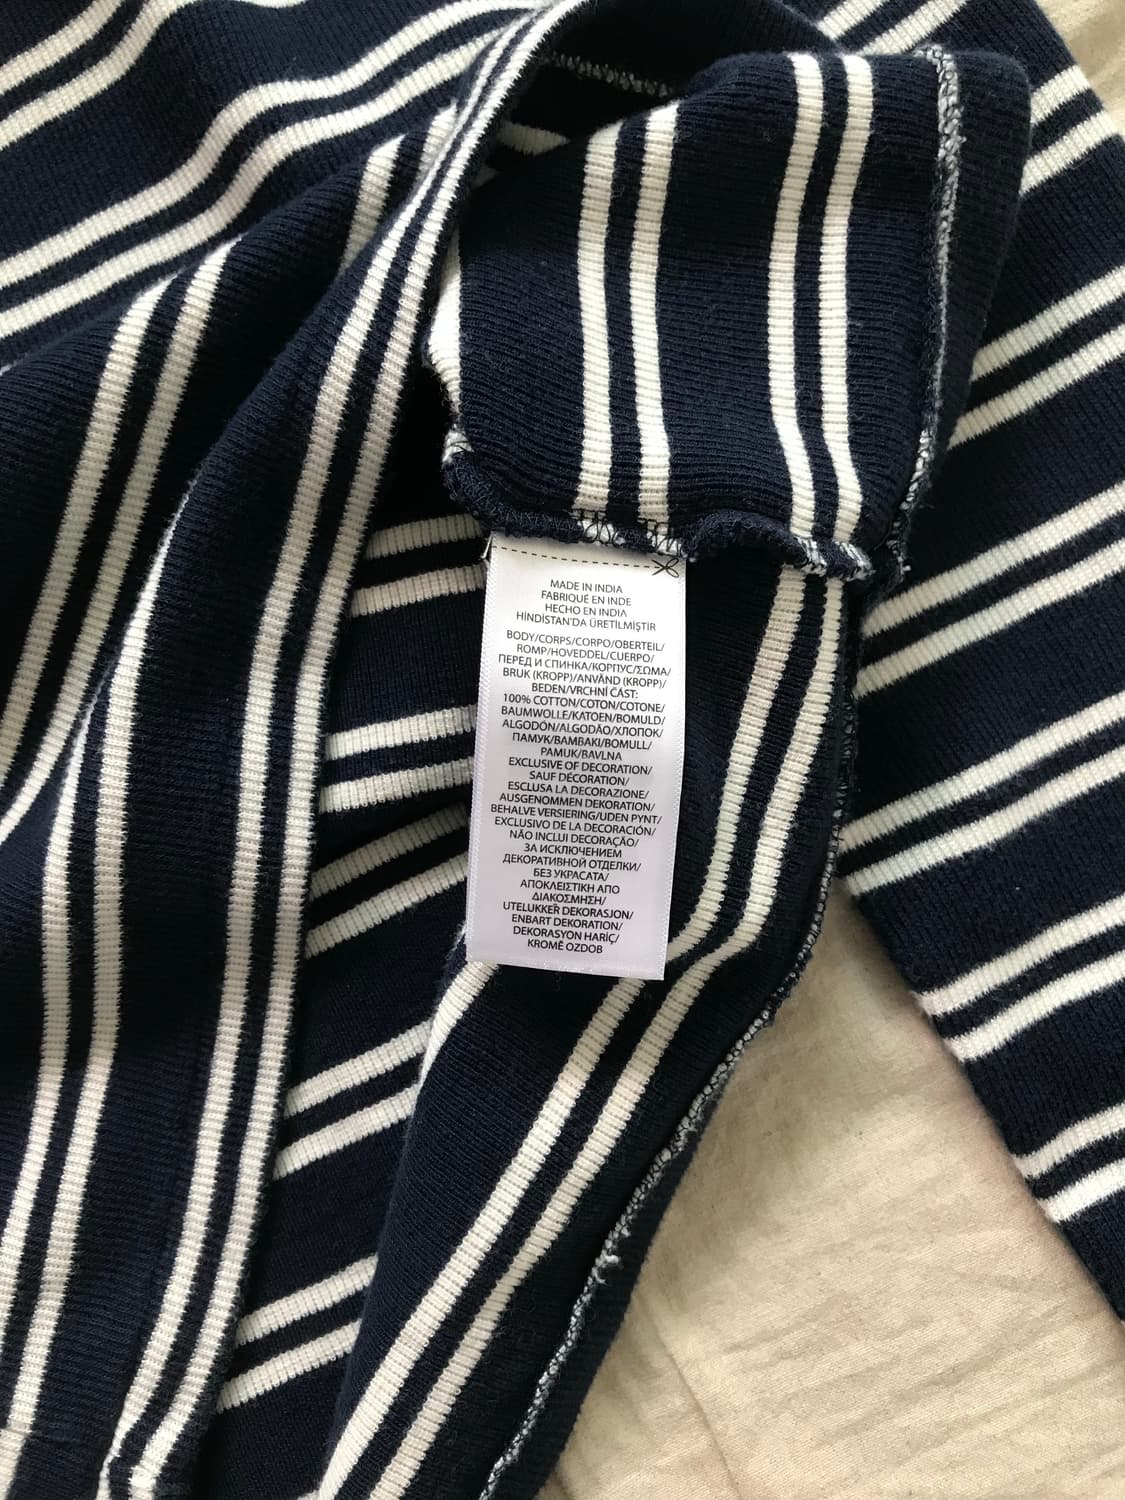 MADE IN INDIA
FABRIQUÉ EN INDE
HECHO EN INDIA
HİNDİSTAN'DA ÜRETİLMİŞTİR
BODY/CORPS/CORPO/OBERTEIL/
ROMP/HOVEDDEL/CUERPO/
ПЕРЕД И СПИНКА/КОРПУС/ΣΩΜΑ/
BRUK (KROPP)/ANVÄND (KROPP)/
BEDEN/VRCHNÍ ČÁST:
100% COTTON/COTON/COTONE/
BAUMWOLLE/KATOEN/BOMULD/
ALGODÓN/ALGODÃO/ХЛОПОК/
ПАМУК/ΒΑΜΒΑΚΙ/BOMULL/
PAMUK/BAVLNA
EXCLUSIVE OF DECORATION/
SAUF DÉCORATION/
ESCLUSA LA DECORAZIONE/
AUSGENOMMEN DEKORATION/
BEHALVE VERSIERING/UDEN PYNT/
EXCLUSIVO DE LA DECORACIÓN/
NÃO INCLUI DECORAÇÃO/
ЗА ИСКЛЮЧЕНИЕМ
ДЕКОРАТИВНОЙ ОТДЕЛКИ/
БЕЗ УКРАСАТА/
ΑΠΟΚΛΕΙΣΤΙΚΗ ΑΠΟ
ΔΙΑΚΟΣΜΗΣΗ/
UTELUKKER DEKORASJON/
ENBART DEKORATION/
DEKORASYON HARİÇ/
KROMĚ OZDOB